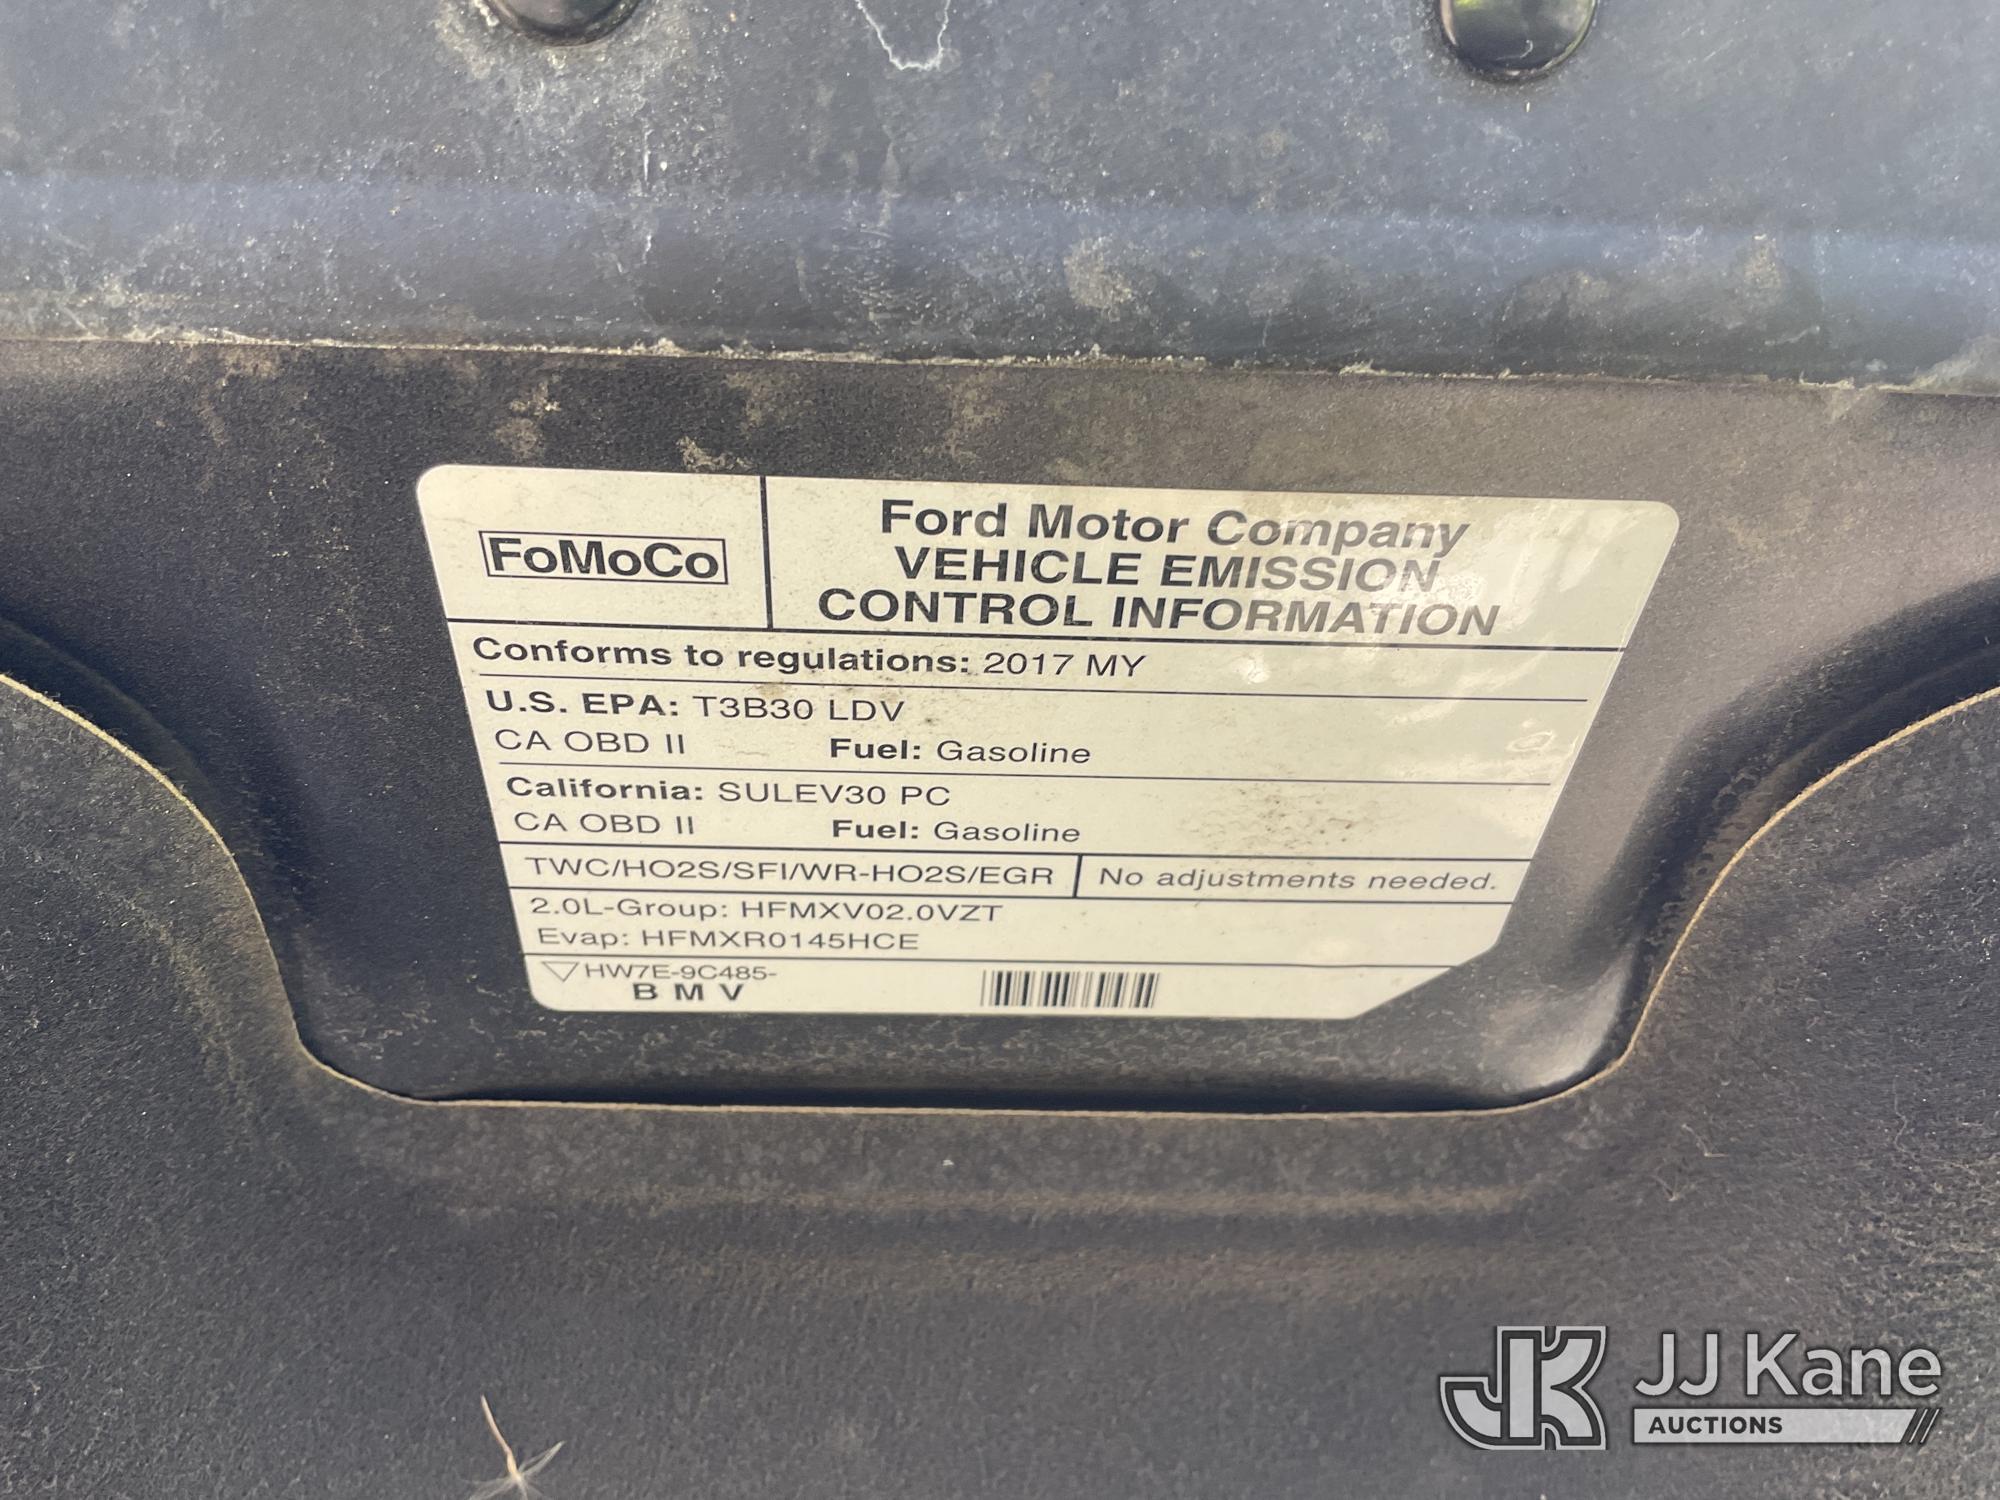 FoMoCo
Ford Motor Company
VEHICLE EMISSION
CONTROL INFORMATION
Conforms to regulations: 2017 MY
U.S. EPA: T3B30 LDV
CA OBD II Fuel: Gasoline
California: SULEV30 PC
CA OBD II Fuel: Gasoline
TWC/HO2S/SFI/WR-HO2S/EGR No adjustments needed.
2.0L-Group: HFMXV02.0VZT
Evap: HFMXR0145HCE
HW7E-9C485-
B M V
JK JJ Kane
AUCTIONS